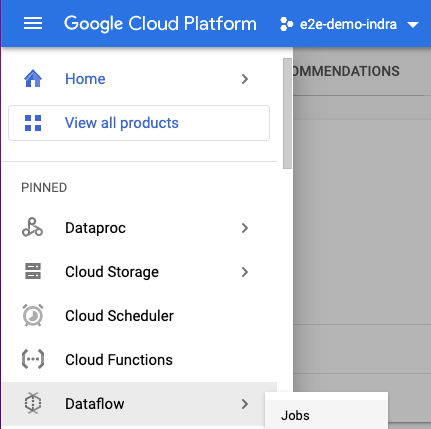 Google Cloud Platform
e2e-demo-indra
Home
OMMENDATIONS
View all products
PINNED
Dataproc
Cloud Storage
Cloud Scheduler
Cloud Functions
Dataflow
Jobs